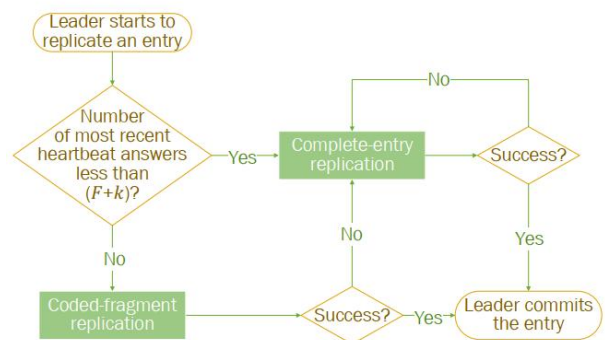 Leader starts to
replicate an entry
No
Number
of most recent
heartbeat answers
less than
(F+k)?
Yes
Complete-entry
replication
Success?
No
Yes
No
Coded-fragment
replication
Success?
Yes
Leader commits
the entry